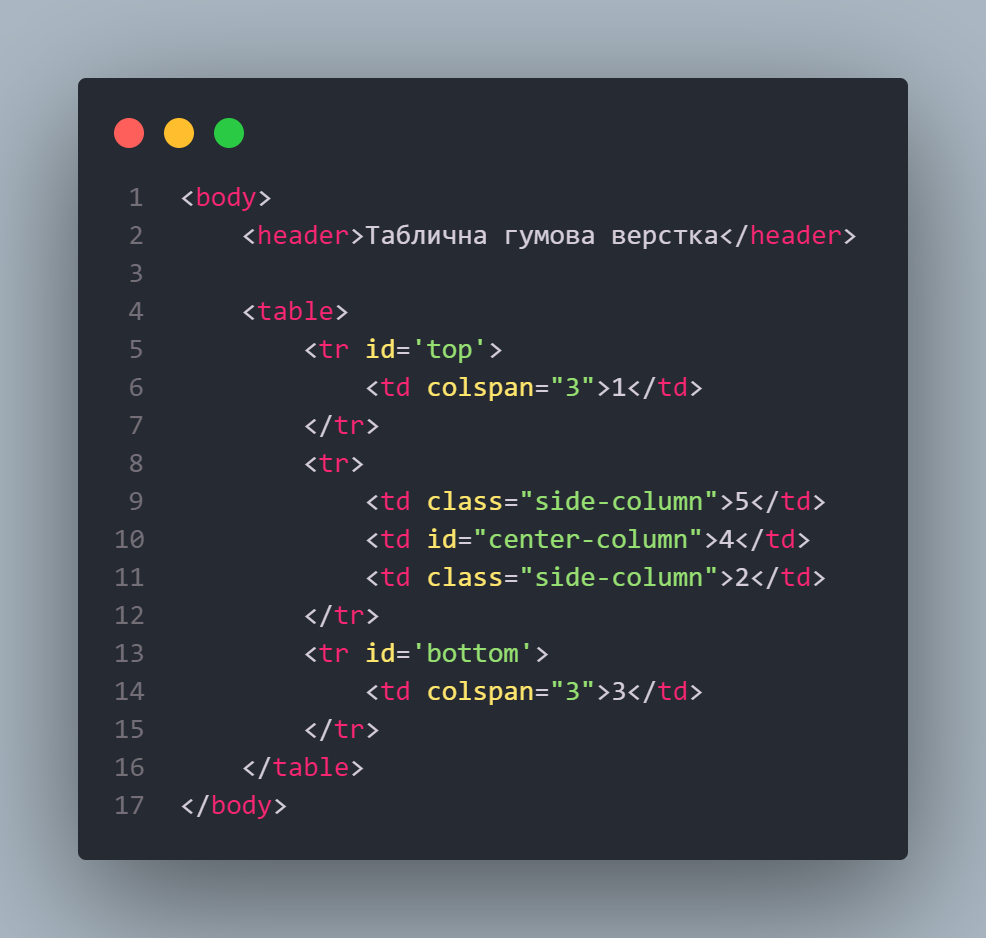 1 <body>
2     <header>Таблична гумова верстка</header>
3
4     <table>
5         <tr id='top'>
6             <td colspan="3">1</td>
7         </tr>
8         <tr>
9             <td class="side-column">5</td>
10             <td id="center-column">4</td>
11             <td class="side-column">2</td>
12         </tr>
13         <tr id='bottom'>
14             <td colspan="3">3</td>
15         </tr>
16     </table>
17 </body>